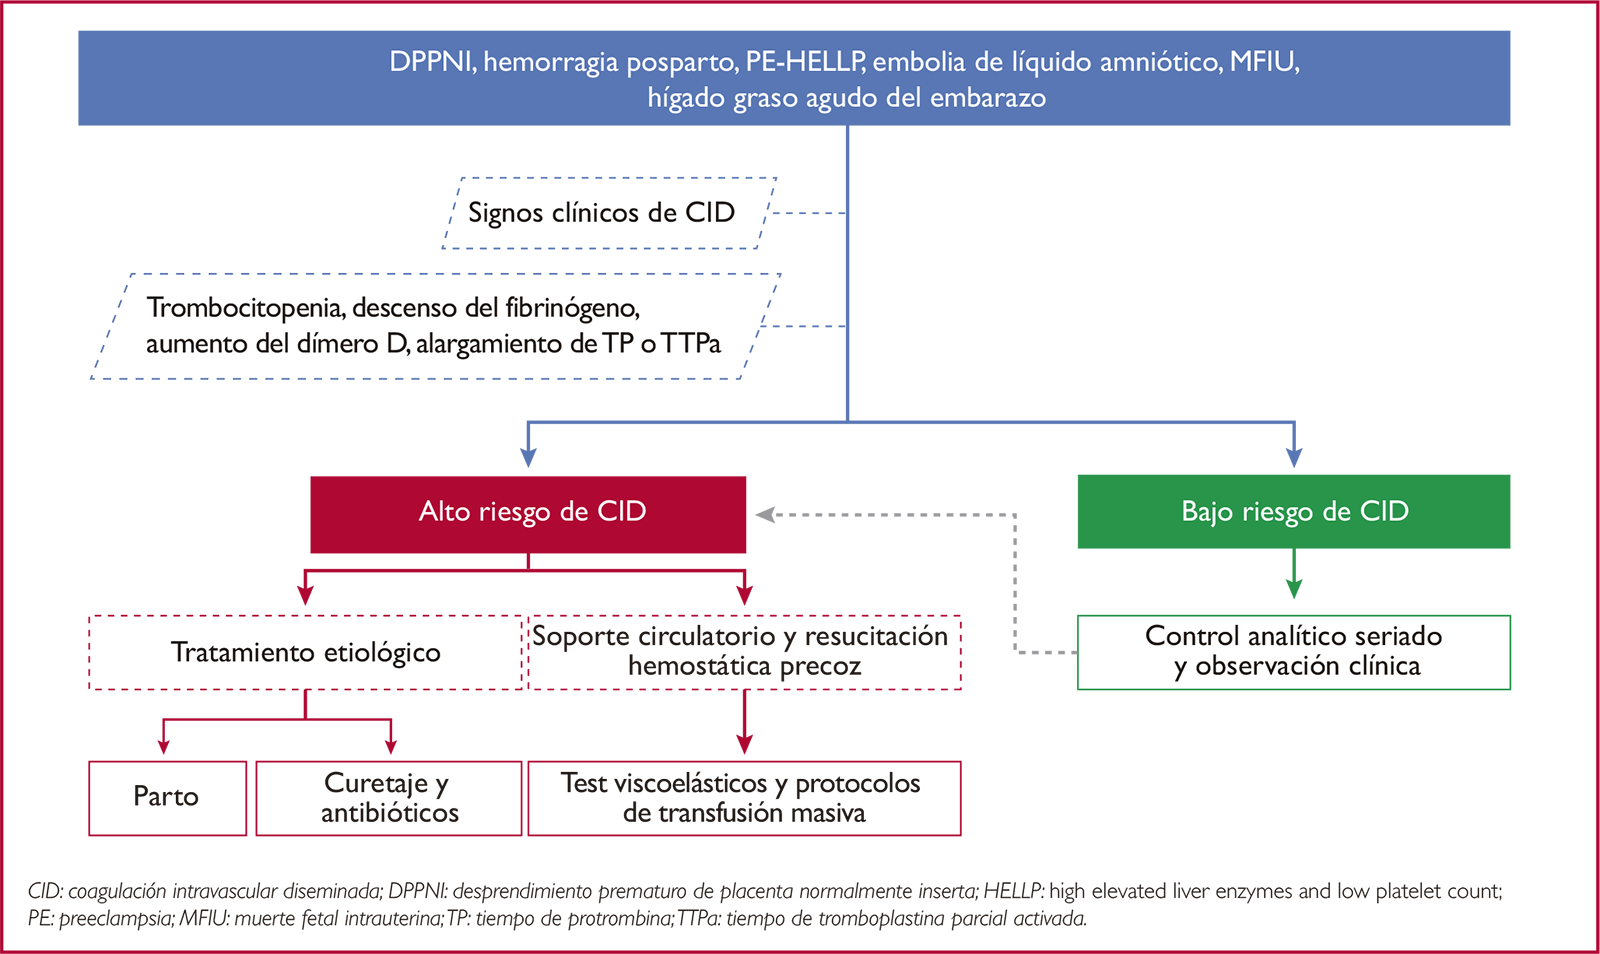 DPPNI, hemorragia posparto, PE-HELLP, embolia de líquido amniótico, MFIU,
hígado graso agudo del embarazo
Signos clínicos de CID
Trombocitopenia, descenso del fibrinógeno,
aumento del dímero D, alargamiento de TP o TTPa
Alto riesgo de CID
Bajo riesgo de CID
Tratamiento etiológico
Soporte circulatorio y resucitación
hemostática precoz
Control analítico seriado
y observación clínica
Parto
Curetaje y
antibióticos
Test viscoelásticos y protocolos
de transfusión masiva
CID: coagulación intravascular diseminada; DPPNI: desprendimiento prematuro de placenta normalmente inserta; HELLP: high elevated liver enzymes and low platelet count;
PE: preeclampsia; MFIU: muerte fetal intrauterina; TP: tiempo de protrombina; TTPa: tiempo de tromboplastina parcial activada.